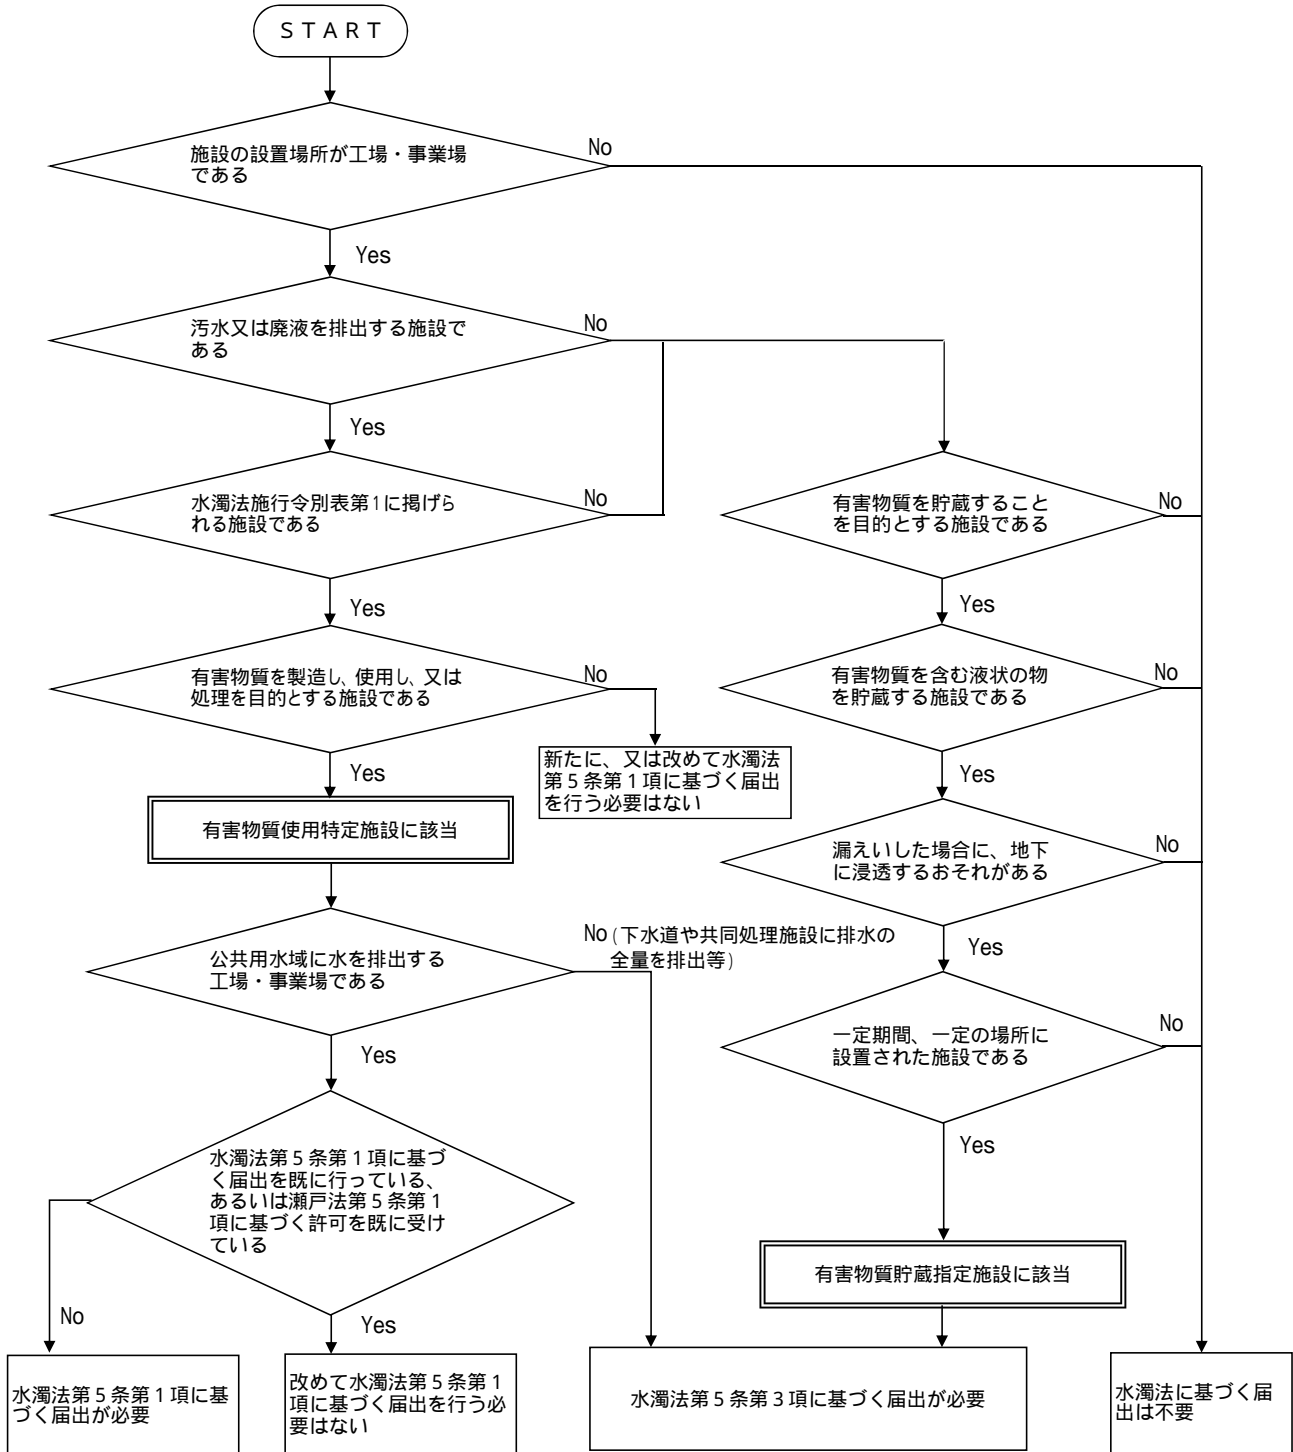 ＳＴＡＲＴ
施設の設置場所が工場・事業場
である
No
Yes
汚水又は廃液を排出する施設で
ある
No
Yes
水濁法施行令別表第1に掲げら
れる施設である
No
Yes
有害物質を製造し、使用し、又は
処理を目的とする施設である
No
Yes
新たに、又は改めて水濁法
第５条第１項に基づく届出
を行う必要はない
有害物質使用特定施設に該当
公共用水域に水を排出する
工場・事業場である
No(下水道や共同処理施設に排水の
全量を排出等)
Yes
水濁法第５条第１項に基づ
く届出を既に行っている、
あるいは瀬戸法第５条第１
項に基づく許可を既に受け
ている
No
Yes
水濁法第５条第１項に基
づく届出が必要
改めて水濁法第５条第１
項に基づく届出を行う必
要はない
有害物質を貯蔵すること
を目的とする施設である
No
Yes
有害物質を含む液状の物
を貯蔵する施設である
No
Yes
漏えいした場合に、地下
に浸透するおそれがある
No
Yes
一定期間、一定の場所に
設置された施設である
No
Yes
有害物質貯蔵指定施設に該当
水濁法第５条第３項に基づく届出が必要
水濁法に基づく届
出は不要